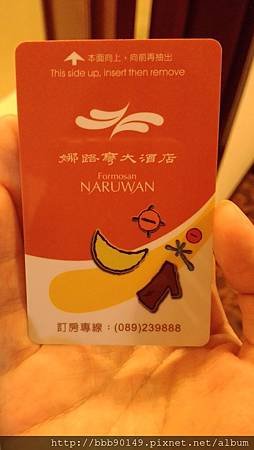 本面向上，向前再抽出
This side up, insert then remove
娜路彎大酒店
Formosan
NARUWAN
訂房專線：(089)239888
http://bbb90149.pixnet.net/album